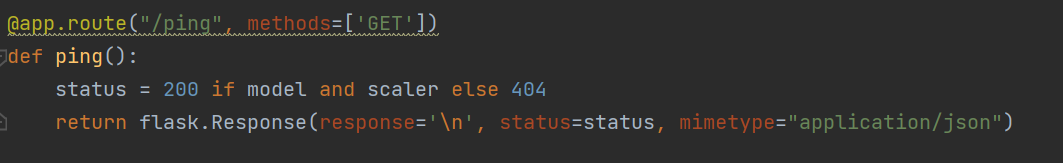 @app.route("/ping", methods=['GET'])
def ping():
    status = 200 if model and scaler else 404
    return flask.Response(response='\n', status=status, mimetype="application/json")